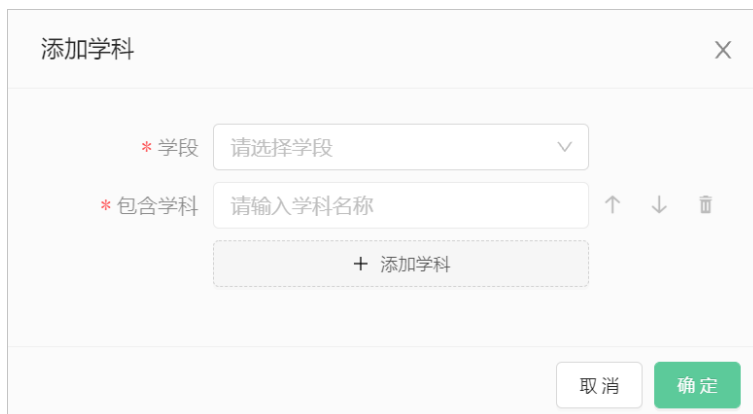 添加学科
* 学段 请选择学段
* 包含学科 请输入学科名称
+ 添加学科
取消 确定